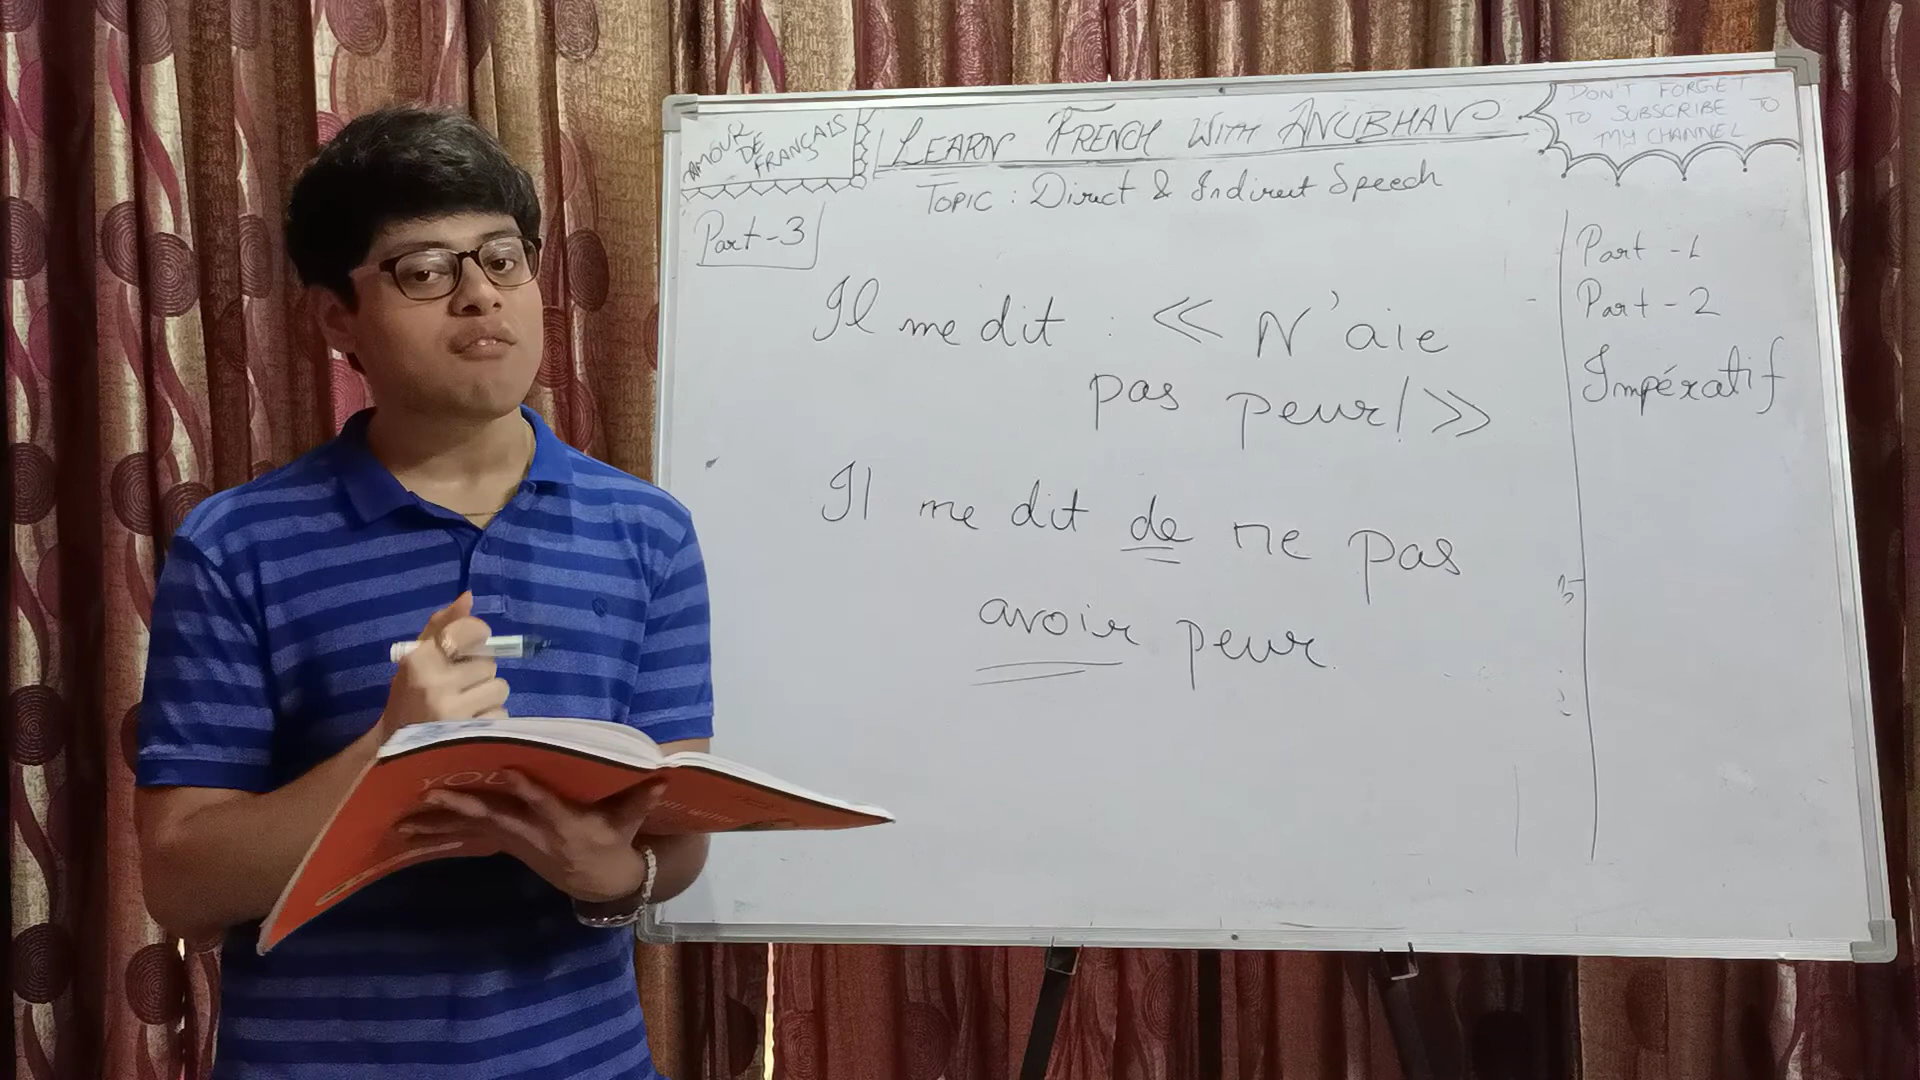 AMOUR
DE
FRANÇAIS
LEARN FRENCH WITH ANUBHAV
DON'T FORGET
TO SUBSCRIBE TO
MY CHANNEL
TOPIC : Direct & Indirect Speech
Part-3
Il me dit : << N'aie
pas peur! >>
Il me dit de ne pas
avoir peur.
Part -1
Part - 2
Impératif
YOU